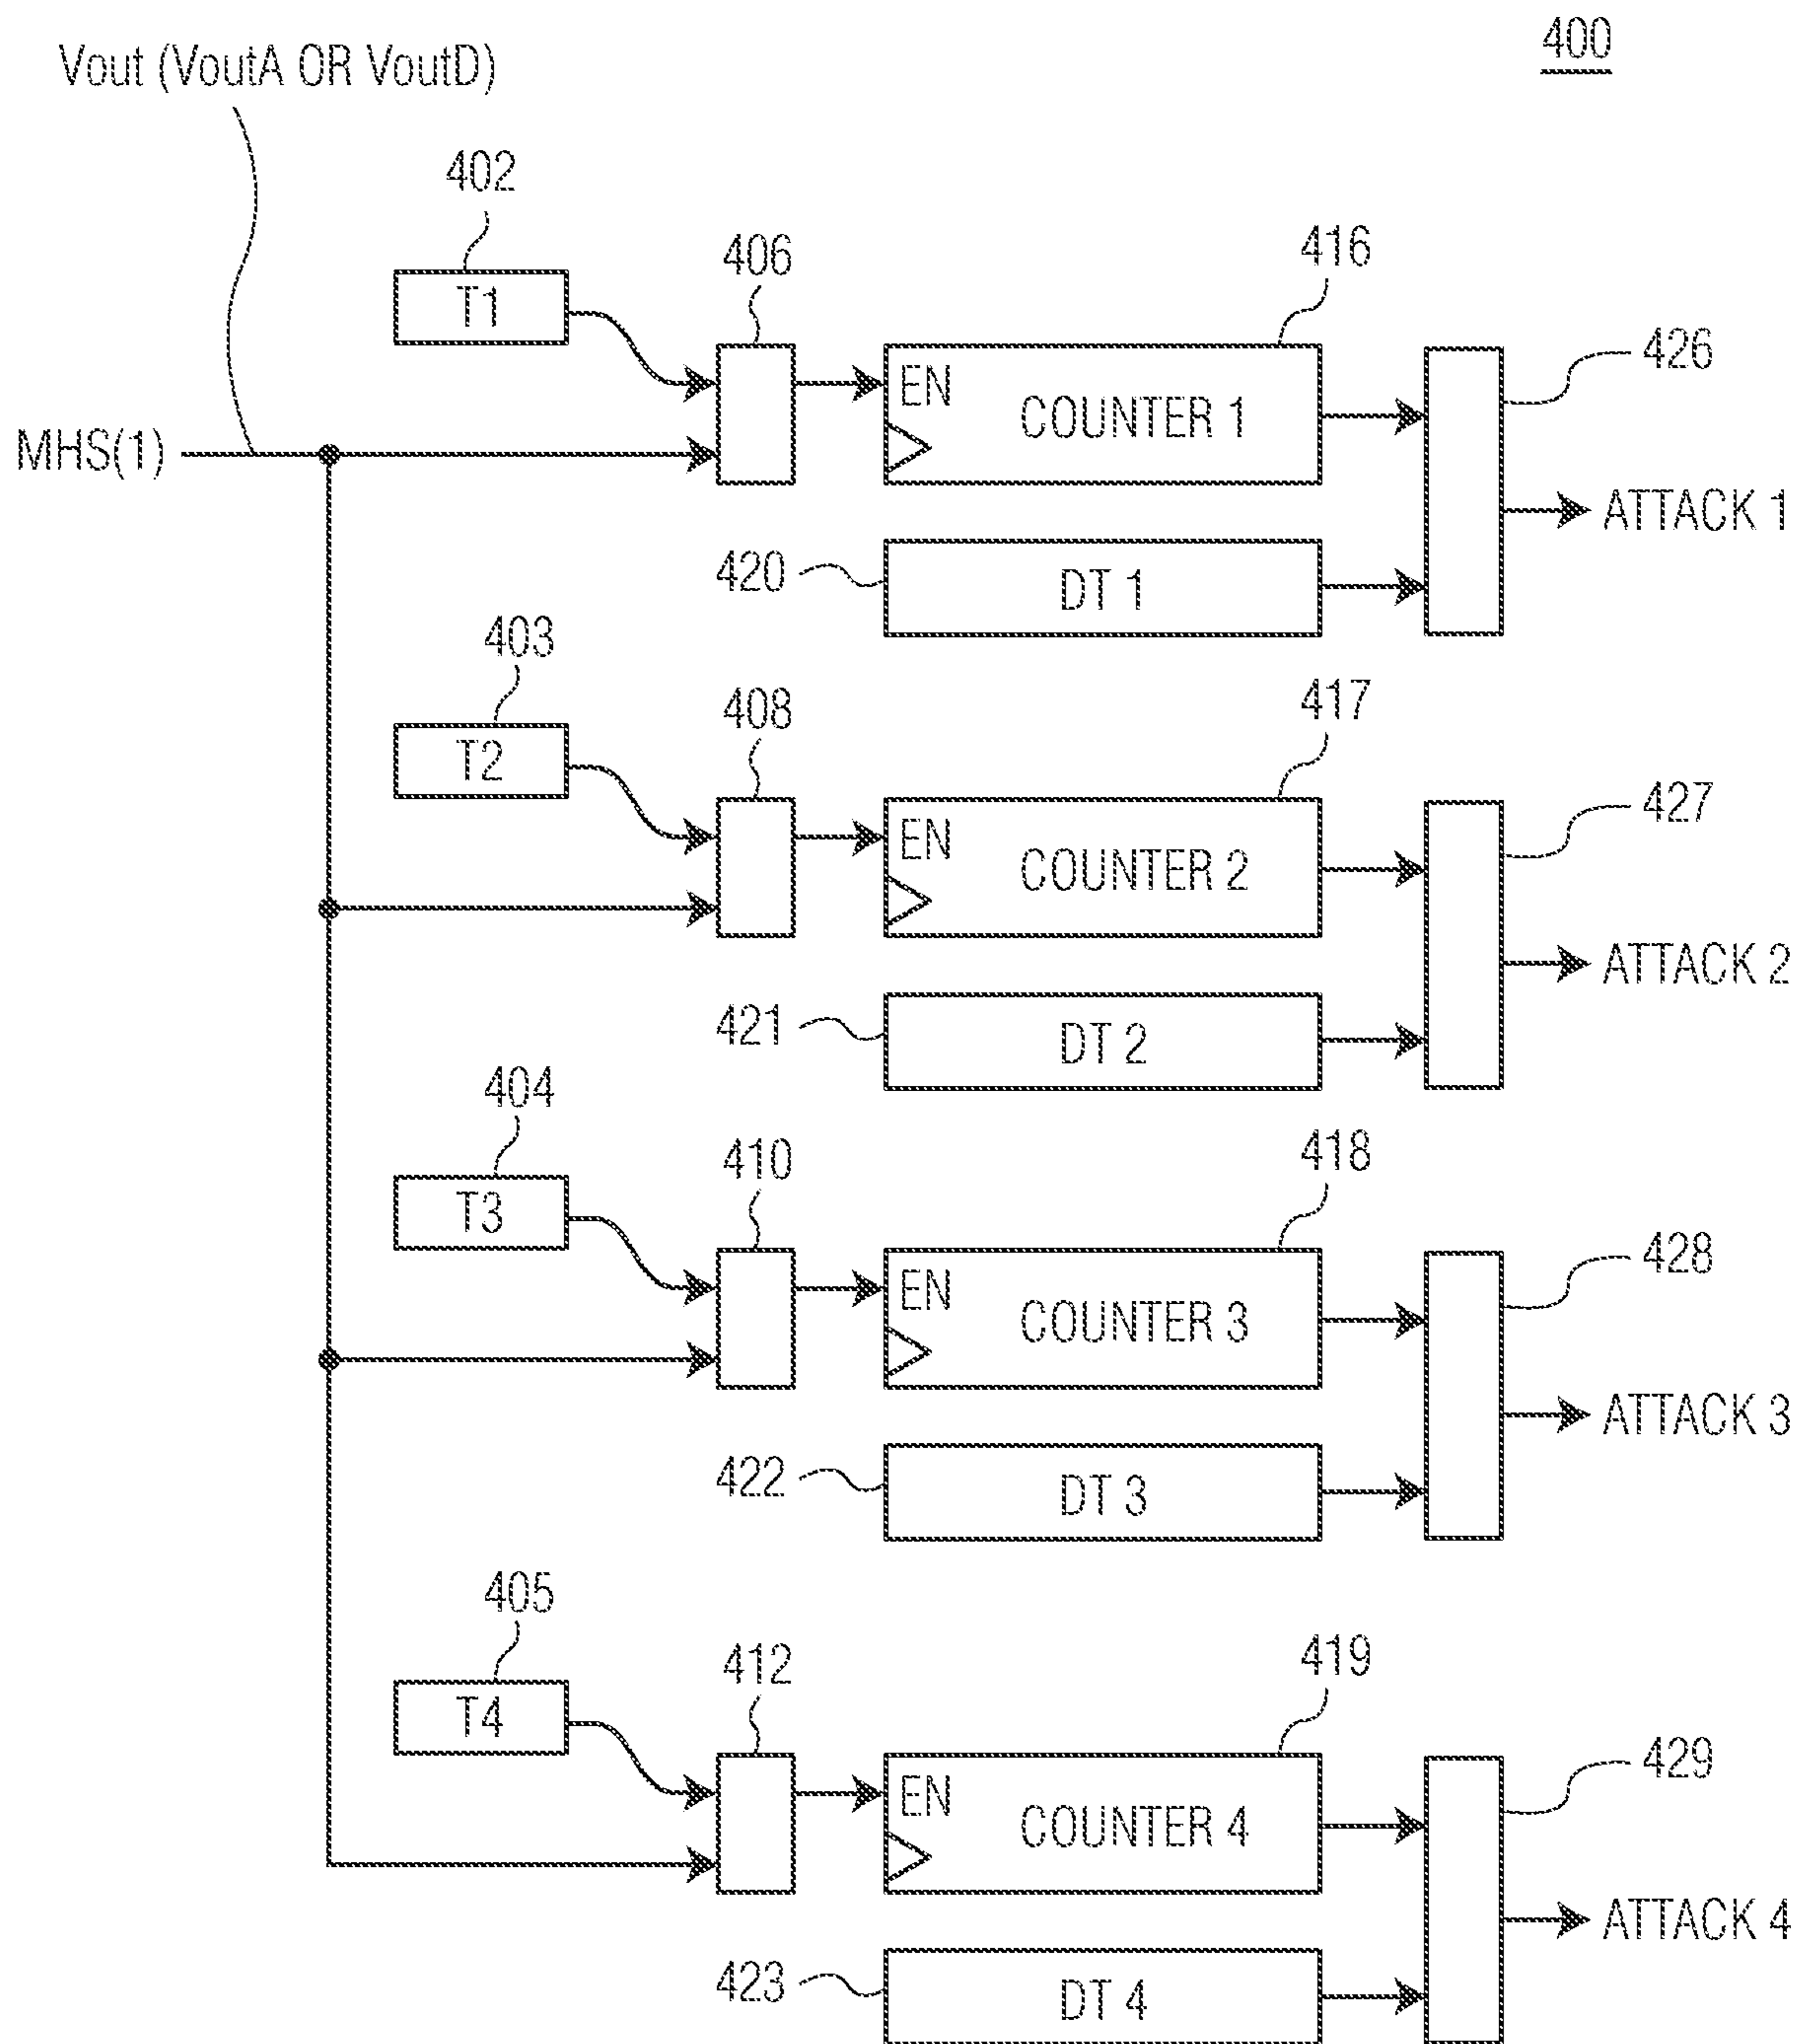 400
Vout (VoutA OR VoutD)
402
T1
406
416
426
EN
COUNTER 1
MHS(1)
ATTACK 1
420
DT 1
403
T2
408
417
427
EN
COUNTER 2
ATTACK 2
421
DT 2
404
T3
410
418
428
EN
COUNTER 3
ATTACK 3
422
DT 3
405
T4
412
419
429
EN
COUNTER 4
ATTACK 4
423
DT 4